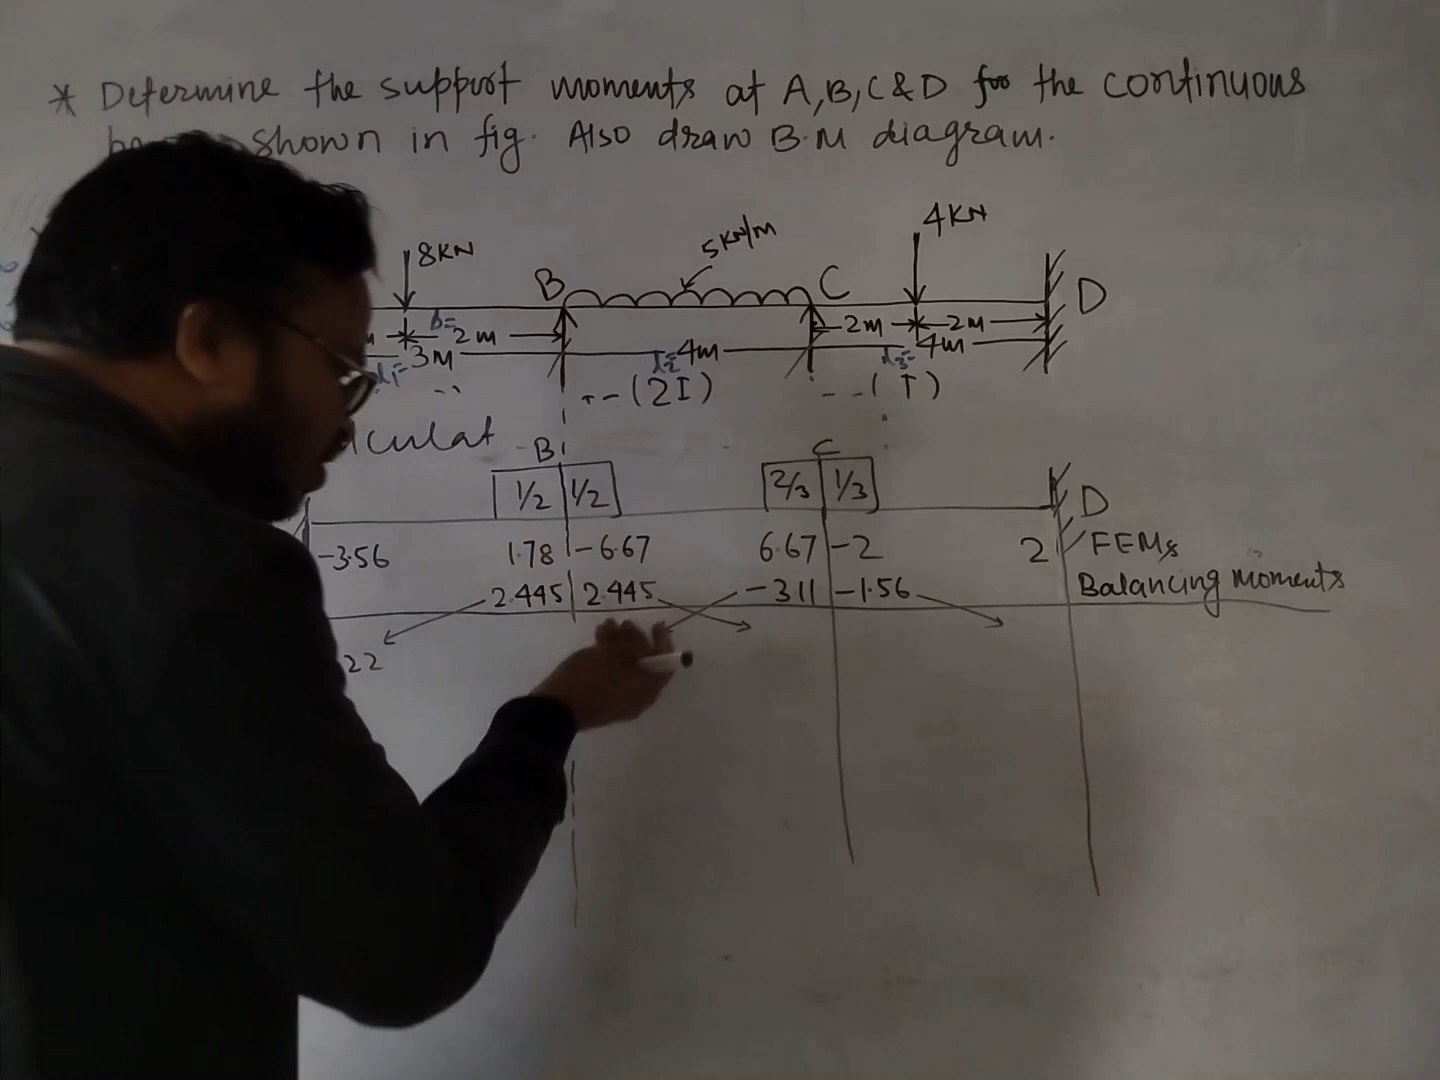 * Determine the support moments at A,B,C & D for the continuous
shown in fig. Also draw B.M diagram.
8KN
5KN/m
4KN
B
C
D
b=
2m
2m
2m
3m
l2=4m
l3=4m
(2I)
(I)
B
C
1/2 1/2
2/3 1/3
D
-3.56 1.78 -6.67 6.67 -2 2 FEMs
2.445 2.445 -3.11 -1.56 Balancing moments
22